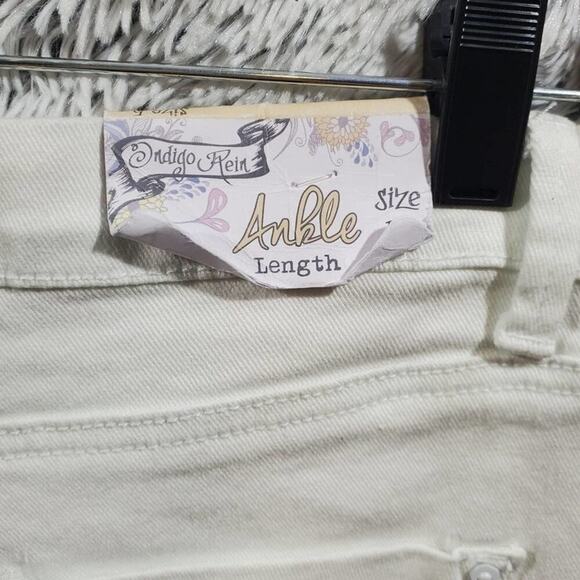 Indigo Rein
Ankle
Size
Length